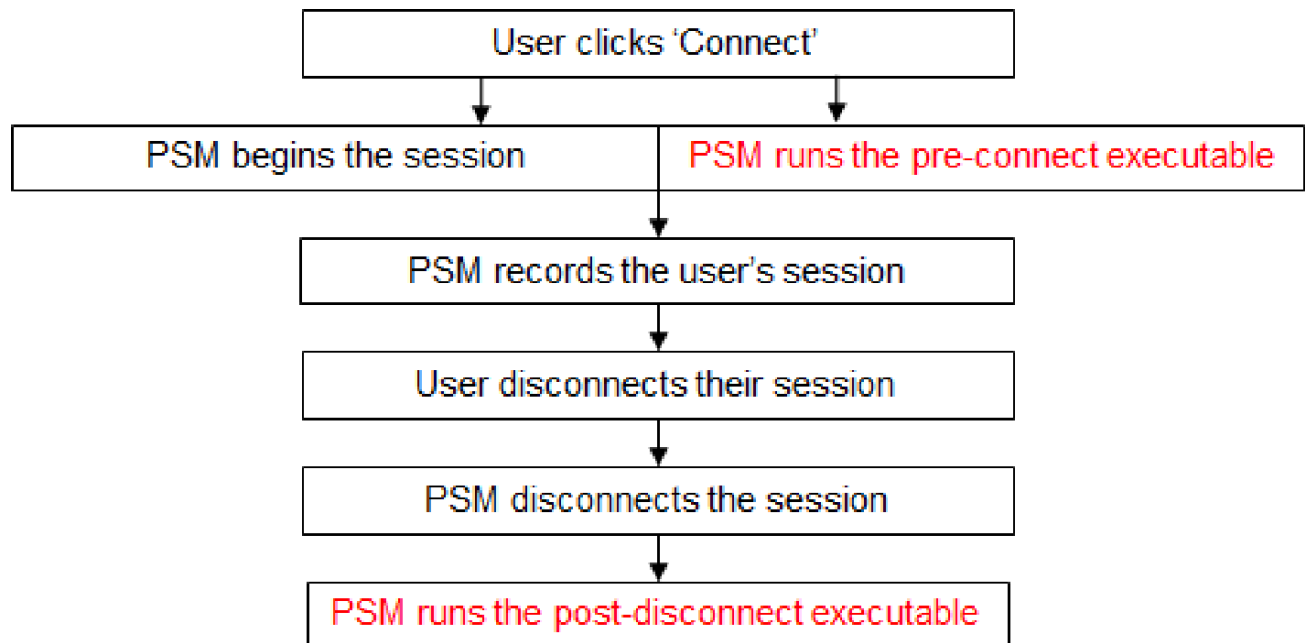 User clicks ‘Connect’
PSM begins the session
PSM runs the pre-connect executable
PSM records the user’s session
User disconnects their session
PSM disconnects the session
PSM runs the post-disconnect executable